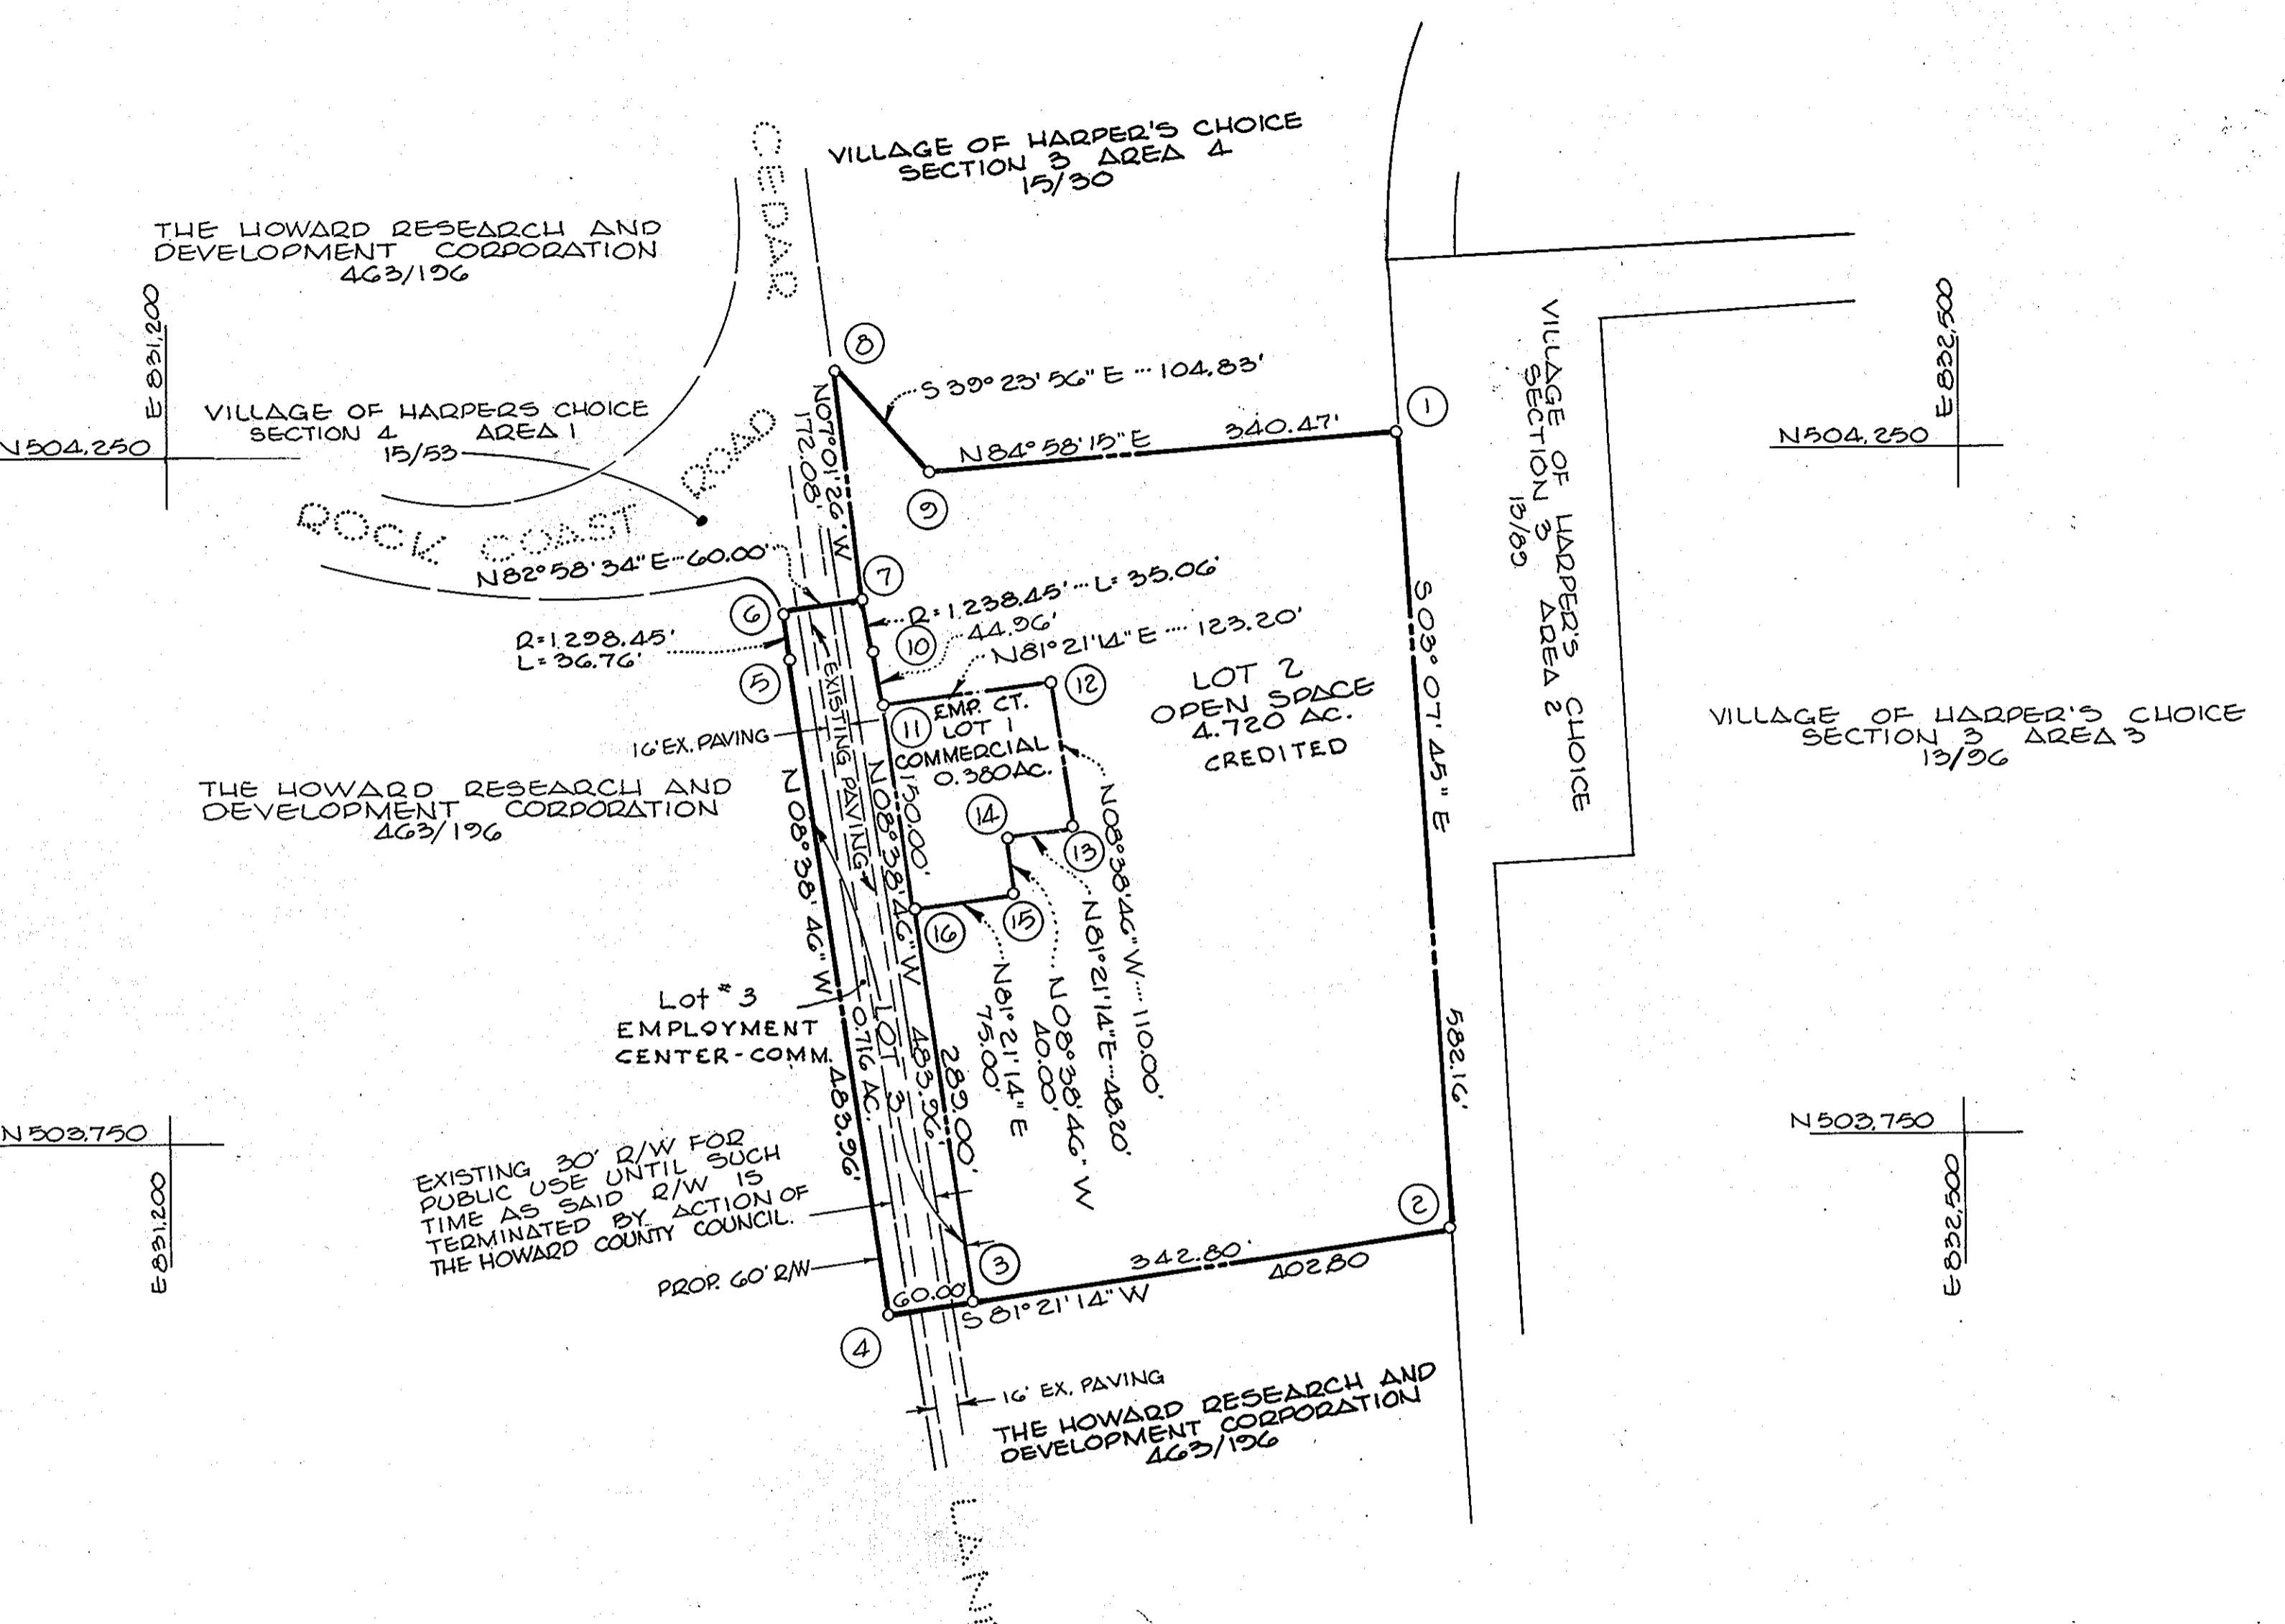 VILLAGE OF HARPER'S CHOICE
SECTION 3 AREA 4
15/30
CEDAR
THE HOWARD RESEARCH AND
DEVELOPMENT CORPORATION
463/196
E 831,200
N 504,250
VILLAGE OF HARPERS CHOICE
SECTION 4 AREA 1
15/53
ROCK COAST ROAD
8
S 39° 23' 56" E ... 104.83'
1
N 84° 58' 15" E 340.47'
9
N 07° 01' 26" W
172.08'
VILLAGE OF HARPER'S CHOICE
SECTION 3 AREA 2
13/89
E 832,500
N 504,250
N 82° 58' 34" E ... 60.00'
7
6
R = 1238.45' ... L = 35.06'
10
44.96'
N 81° 21' 14" E .... 123.20'
R = 1298.45'
L = 36.76'
5
12
11
EMP. CT.
LOT 1
COMMERCIAL
0.380 AC.
LOT 2
OPEN SPACE
4.720 AC.
CREDITED
S 03° 07' 45" E
582.16'
VILLAGE OF HARPER'S CHOICE
SECTION 3 AREA 3
13/96
16' EX. PAVING
EXISTING PAVING
THE HOWARD RESEARCH AND
DEVELOPMENT CORPORATION
463/196
N 08° 38' 46" W
483.96'
N 08° 38' 46" W
150.00'
483.96'
289.00'
14
13
15
16
N 08° 38' 46" W .... 110.00'
N 81° 21' 14" E ... 48.20'
N 08° 38' 46" W
40.00'
N 81° 21' 14" E
75.00'
Lot # 3
EMPLOYMENT
CENTER - COMM.
LOT 3
0.716 AC.
N 503,750
E 831,200
N 503,750
E 832,500
EXISTING 30' R/W FOR
PUBLIC USE UNTIL SUCH
TIME AS SAID R/W IS
TERMINATED BY ACTION OF
THE HOWARD COUNTY COUNCIL.
PROP. 60' R/W
2
3
342.80'
402.80
60.00'
S 81° 21' 14" W
4
16' EX. PAVING
THE HOWARD RESEARCH AND
DEVELOPMENT CORPORATION
463/196